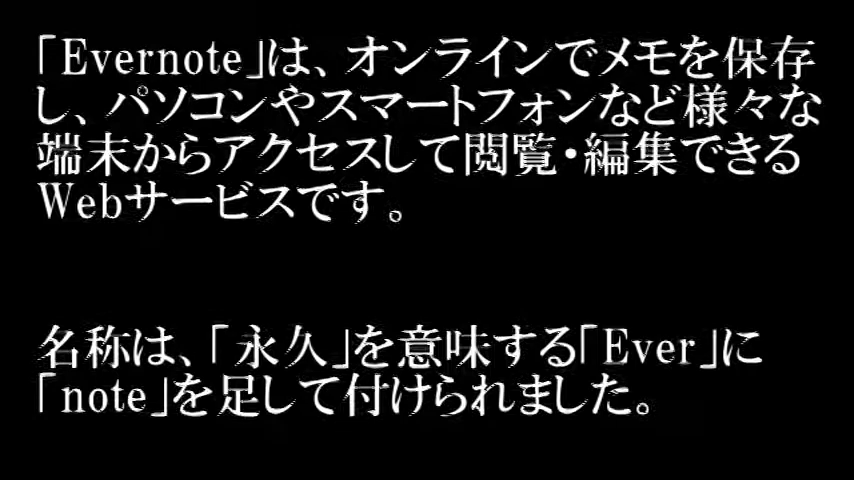 「Evernote」は、オンラインでメモを保存
し、パソコンやスマートフォンなど様々な
端末からアクセスして閲覧・編集できる
Webサービスです。
名称は、「永久」を意味する「Ever」に
「note」を足して付けられました。